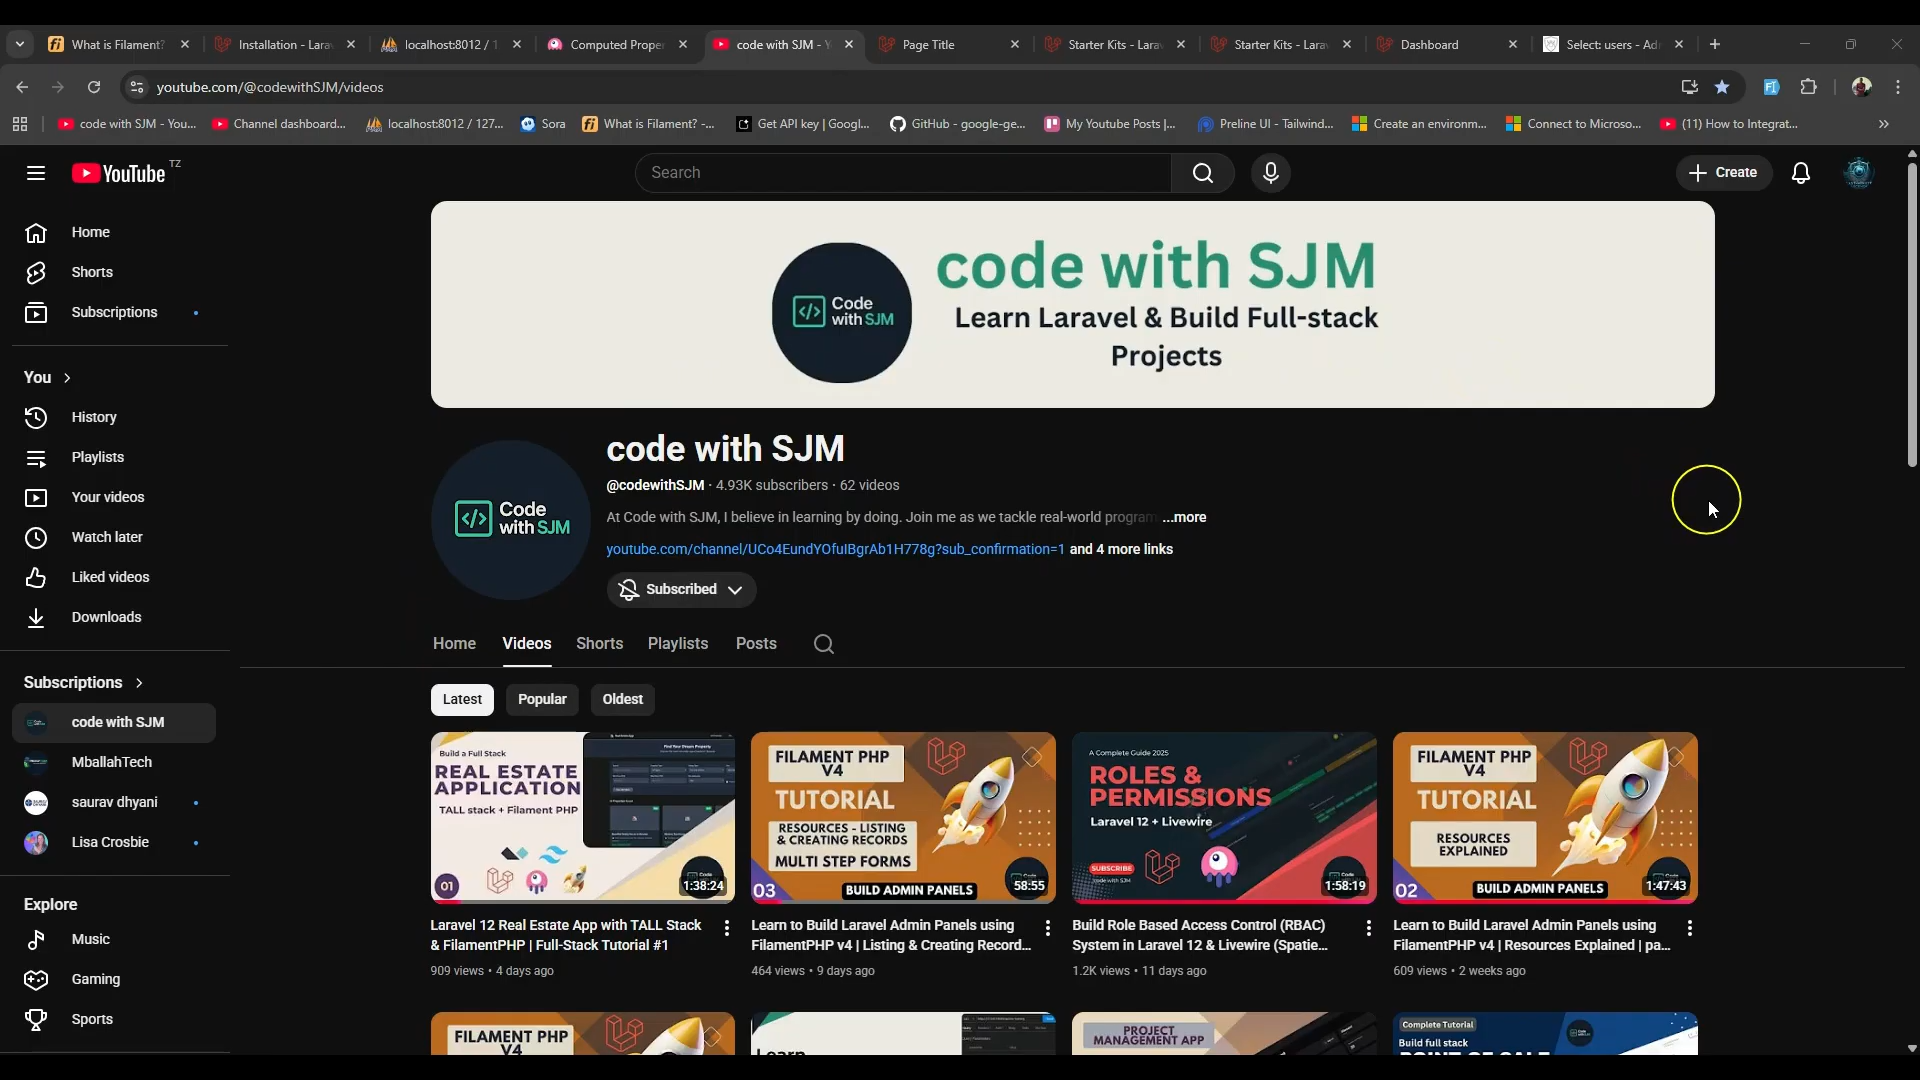 What is Filament?
Installation - Lara
localhost:8012 / 1
Computed Prope
code with SJM - Y
Page Title
Starter Kits - Lara
Starter Kits - Lara
Dashboard
Select: users - Ad
youtube.com/@codewithSJM/videos
code with SJM - You...
Channel dashboard...
localhost:8012 / 127...
Sora
What is Filament? -...
Get API key | Googl...
GitHub - google-ge...
My Youtube Posts |...
Preline UI - Tailwind...
Create an environm...
Connect to Microso...
(11) How to Integrat...
YouTube TZ
Search
Create
Home
Shorts
Subscriptions
You
History
Playlists
Your videos
Watch later
Liked videos
Downloads
Subscriptions
code with SJM
MballahTech
saurav dhyani
Lisa Crosbie
Explore
Music
Gaming
Sports
Code
with SJM
code with SJM
Learn Laravel & Build Full-stack
Projects
Code
with SJM
code with SJM
@codewithSJM · 4.93K subscribers · 62 videos
At Code with SJM, I believe in learning by doing. Join me as we tackle real-world program ...more
youtube.com/channel/UCo4EundYOfuIBgrAb1H778g?sub_confirmation=1 and 4 more links
Subscribed
Home
Videos
Shorts
Playlists
Posts
Latest
Popular
Oldest
Build a Full Stack
REAL ESTATE
APPLICATION
TALL stack + Filament PHP
01
1:38:24
Laravel 12 Real Estate App with TALL Stack
& FilamentPHP | Full-Stack Tutorial #1
909 views • 4 days ago
FILAMENT PHP
V4
TUTORIAL
RESOURCES - LISTING
& CREATING RECORDS
MULTI STEP FORMS
03
BUILD ADMIN PANELS
58:55
Learn to Build Laravel Admin Panels using
FilamentPHP v4 | Listing & Creating Record...
464 views • 9 days ago
A Complete Guide 2025
ROLES &
PERMISSIONS
Laravel 12 + Livewire
SUBSCRIBE
code with SJM
1:58:19
Build Role Based Access Control (RBAC)
System in Laravel 12 & Livewire (Spatie...
1.2K views • 11 days ago
FILAMENT PHP
V4
TUTORIAL
RESOURCES
EXPLAINED
02
BUILD ADMIN PANELS
1:47:43
Learn to Build Laravel Admin Panels using
FilamentPHP v4 | Resources Explained | pa...
609 views • 2 weeks ago
FILAMENT PHP
V4
Learn
PROJECT
MANAGEMENT APP
Complete Tutorial
Build full stack
POINT OF SALE